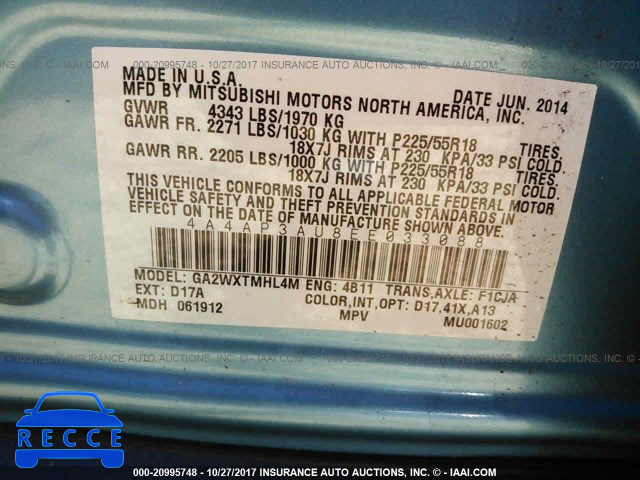 000-20995748 - 10/27/2017 INSURANCE AUTO AUCTIONS CORP. © - IAAI.COM
MADE IN U.S.A. DATE JUN. 2014
MFD BY MITSUBISHI MOTORS NORTH AMERICA, INC.
GVWR 4343 LBS/1970 KG
GAWR FR. 2271 LBS/1030 KG WITH P225/55R18 TIRES.
18X7J RIMS AT 230 KPA/33 PSI COLD.
GAWR RR. 2205 LBS/1000 KG WITH P225/55R18 TIRES.
18X7J RIMS AT 230 KPA/33 PSI COLD.
THIS VEHICLE CONFORMS TO ALL APPLICABLE FEDERAL MOTOR
VEHICLE SAFETY AND THEFT PREVENTION STANDARDS IN
EFFECT ON THE DATE OF MANUFACTURE SHOWN ABOVE.
4A4AP3AU8EE033088
MODEL: GA2WXTMHL4M ENG: 4B11 TRANS,AXLE: F1CJA
EXT: D17A COLOR,INT,OPT: D17,41X,A13
MDH 061912 MPV MU001602
RECCE
000-20995748 - 10/27/2017 INSURANCE AUTO AUCTIONS CORP. © - IAAI.COM